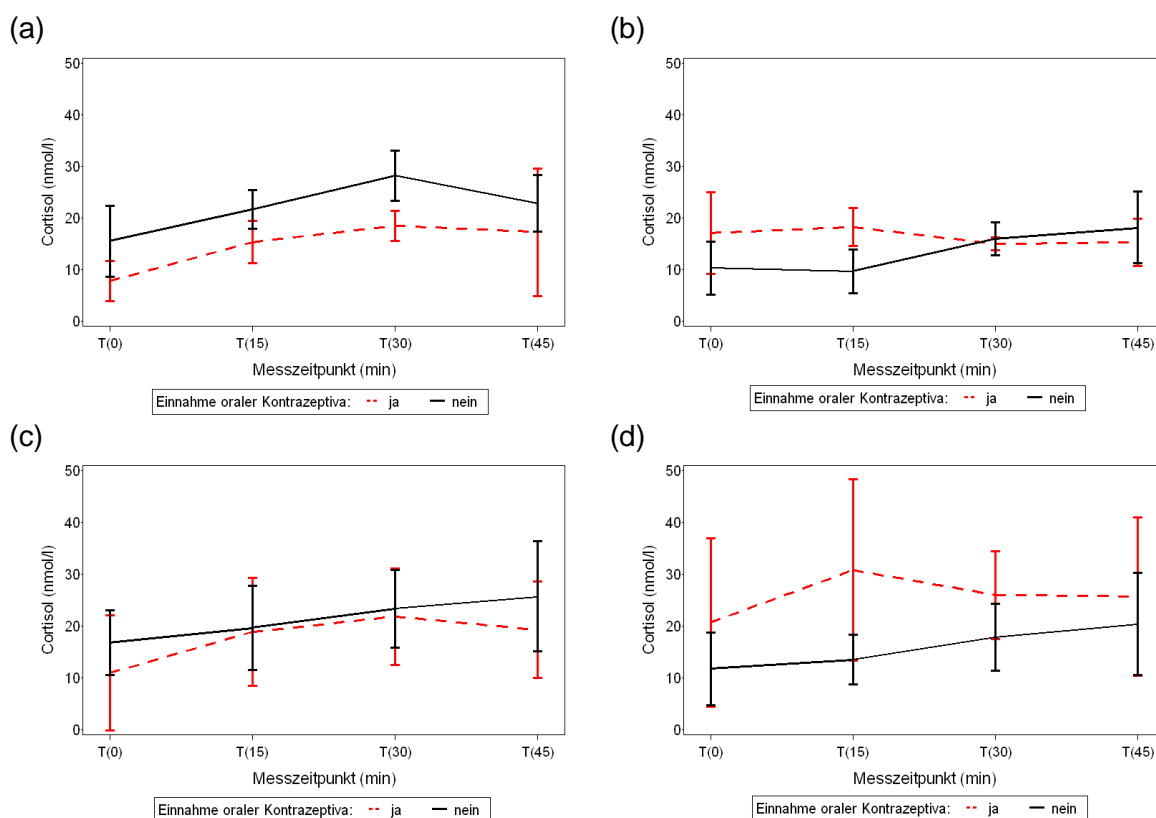 (a)
50
40
30
20
10
0
Cortisol (nmol/l)
T(0) T(15) T(30) T(45)
Messzeitpunkt (min)
Einnahme oraler Kontrazeptiva: ja nein
(b)
50
40
30
20
10
0
Cortisol (nmol/l)
T(0) T(15) T(30) T(45)
Messzeitpunkt (min)
Einnahme oraler Kontrazeptiva: ja nein
(c)
50
40
30
20
10
0
Cortisol (nmol/l)
T(0) T(15) T(30) T(45)
Messzeitpunkt (min)
Einnahme oraler Kontrazeptiva: ja nein
(d)
50
40
30
20
10
0
Cortisol (nmol/l)
T(0) T(15) T(30) T(45)
Messzeitpunkt (min)
Einnahme oraler Kontrazeptiva: ja nein